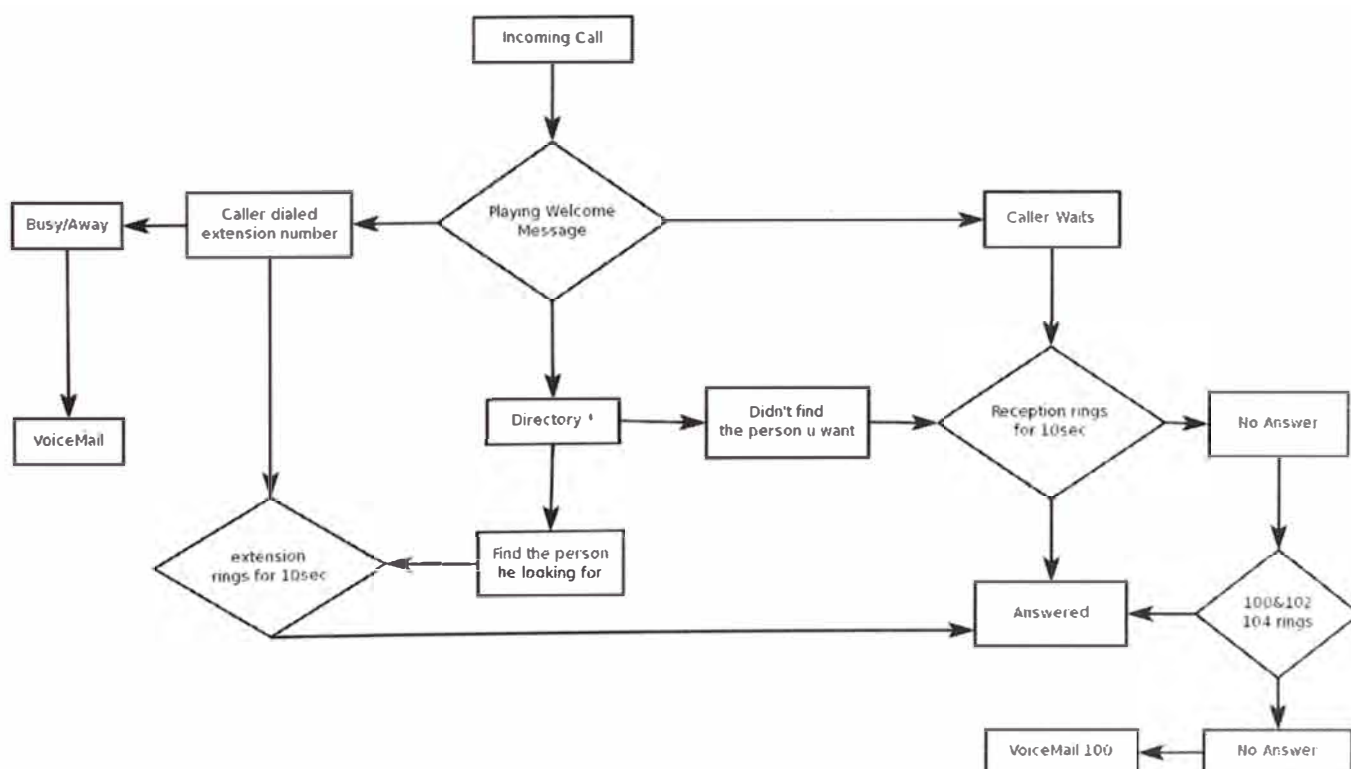 Incoming Call
Playing Welcome
Message
Caller dialed
extension number
Busy/Away
VoiceMail
Caller Waits
Directory *
Didn't find
the person u want
Reception rings
for 10sec
No Answer
Find the person
he looking for
extension
rings for 10sec
Answered
100&102
104 rings
No Answer
VoiceMail 100